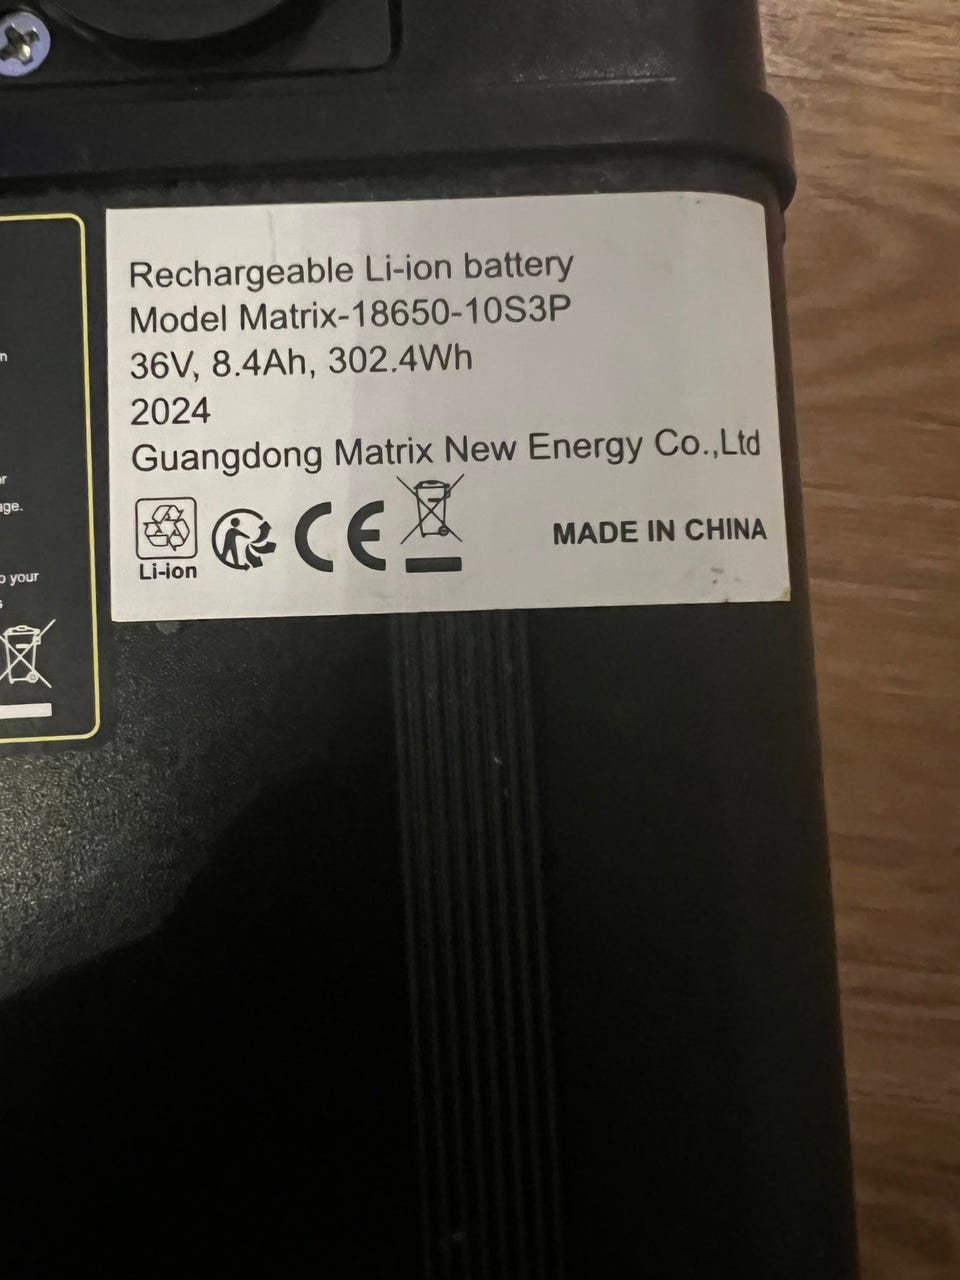 Rechargeable Li-ion battery
Model Matrix-18650-10S3P
36V, 8.4Ah, 302.4Wh
2024
Guangdong Matrix New Energy Co.,Ltd
CE
MADE IN CHINA
Li-ion
your